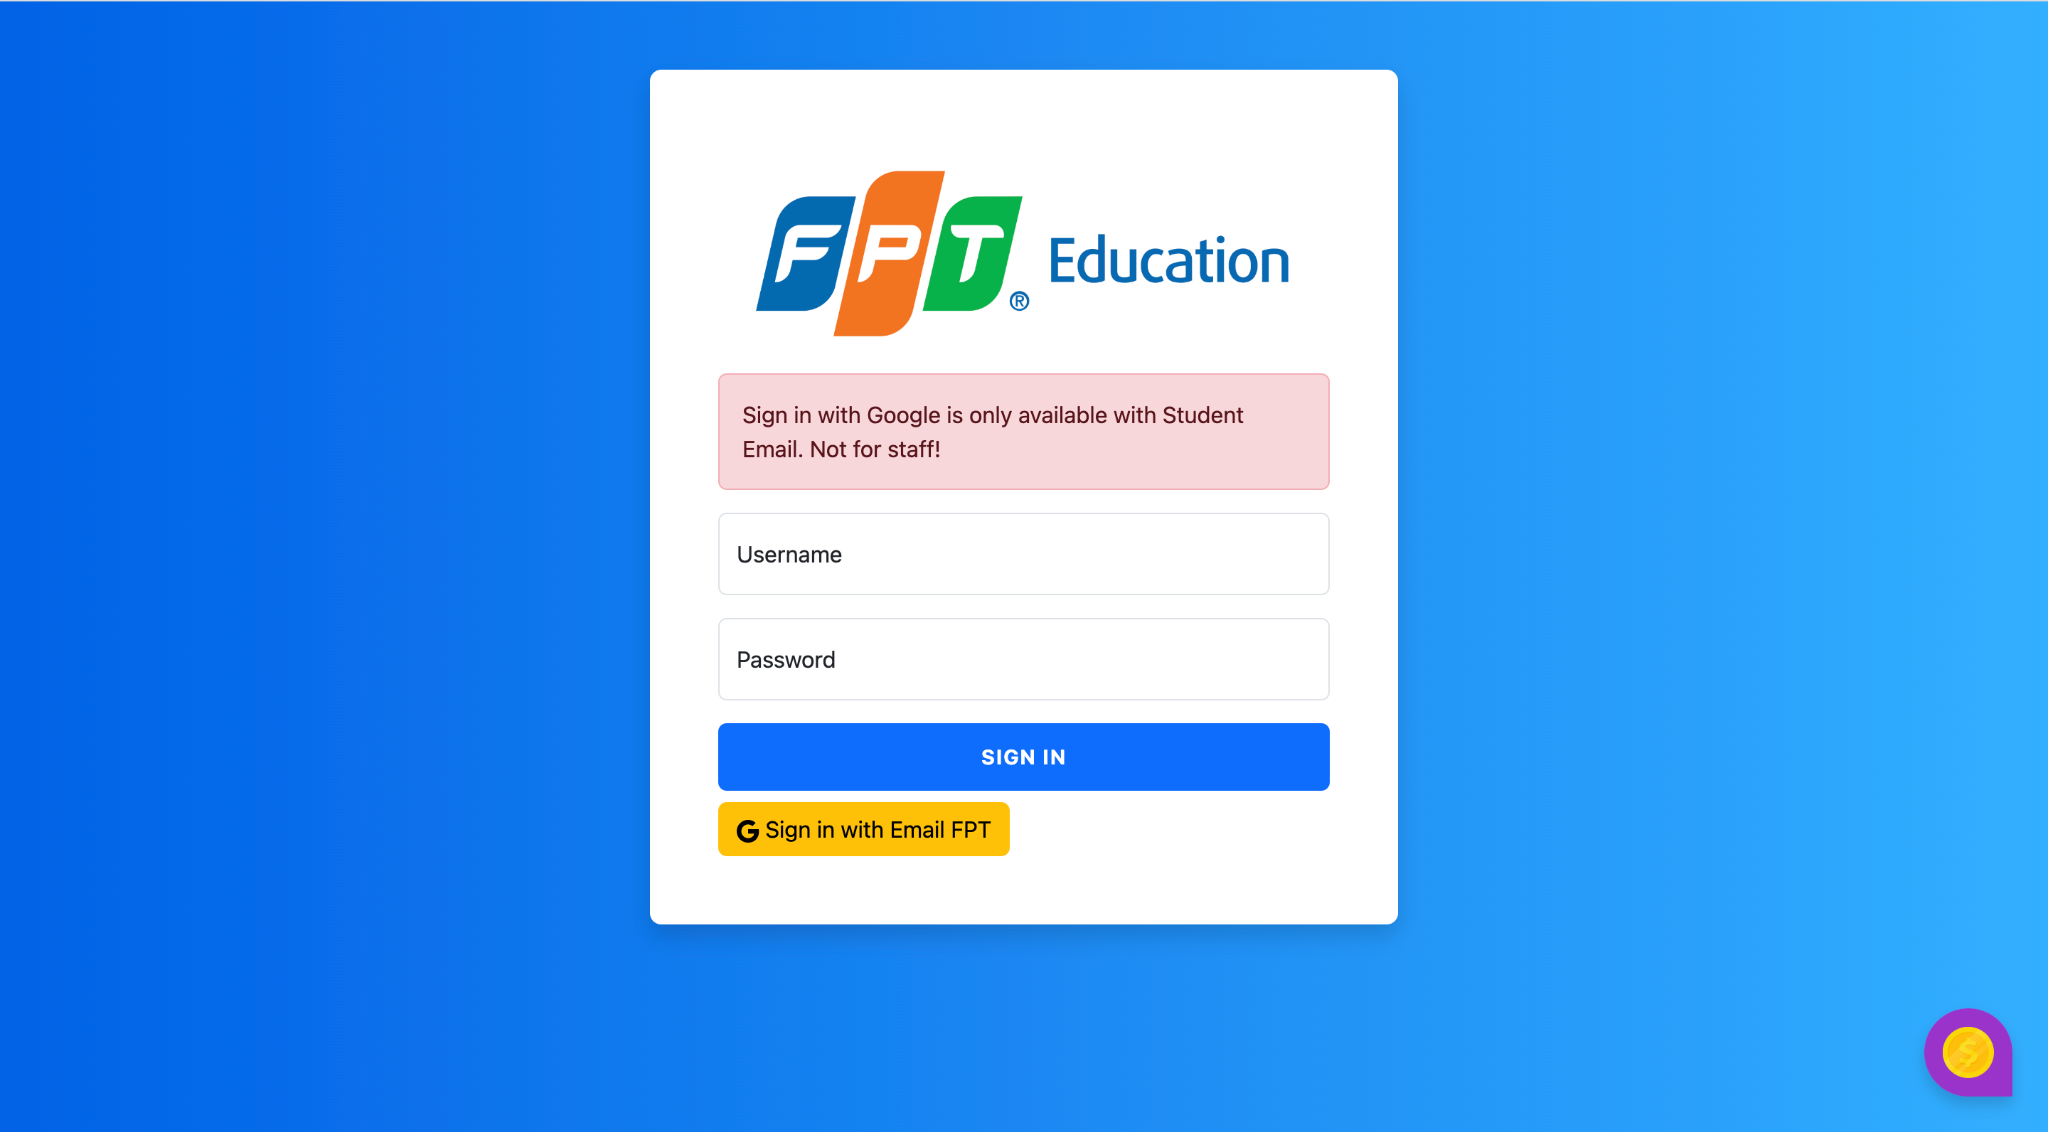 FPT® Education
Sign in with Google is only available with Student
Email. Not for staff!
Username
Password
SIGN IN
G Sign in with Email FPT
$